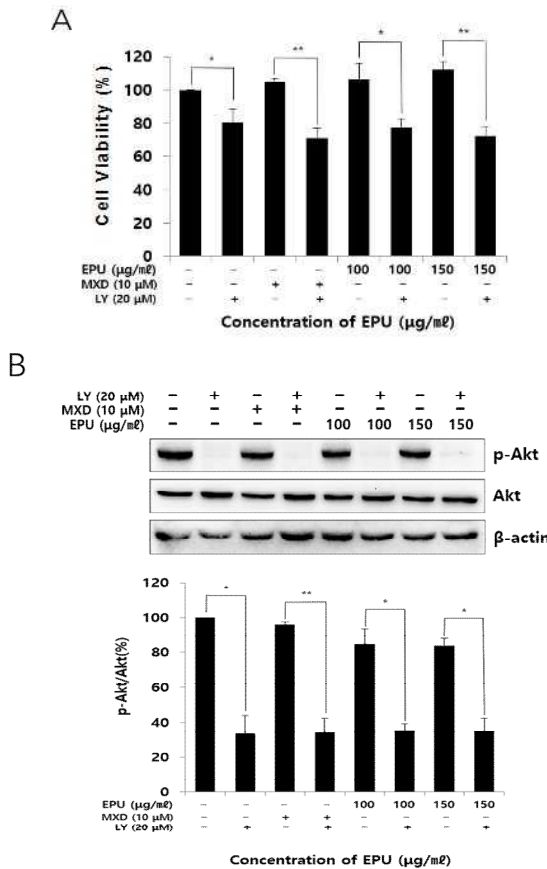 A
Cell Viability (%)
120
100
80
60
40
20
0
* ** * **
EPU (µg/㎖) – – – – 100 100 150 150
MXD (10 µM) – – + + – – – –
LY (20 µM) – + – + – + – +
Concentration of EPU (µg/㎖)
B
LY (20 µM) – + – + – + – +
MXD (10 µM) – – + + – – – –
EPU (µg/㎖) – – – – 100 100 150 150
p-Akt
Akt
β-actin
p-Akt/Akt(%)
120
100
80
60
40
20
0
* ** * *
EPU (µg/㎖) – – – – 100 100 150 150
MXD (10 µM) – – + + – – – –
LY (20 µM) – + – + – + – +
Concentration of EPU (µg/㎖)